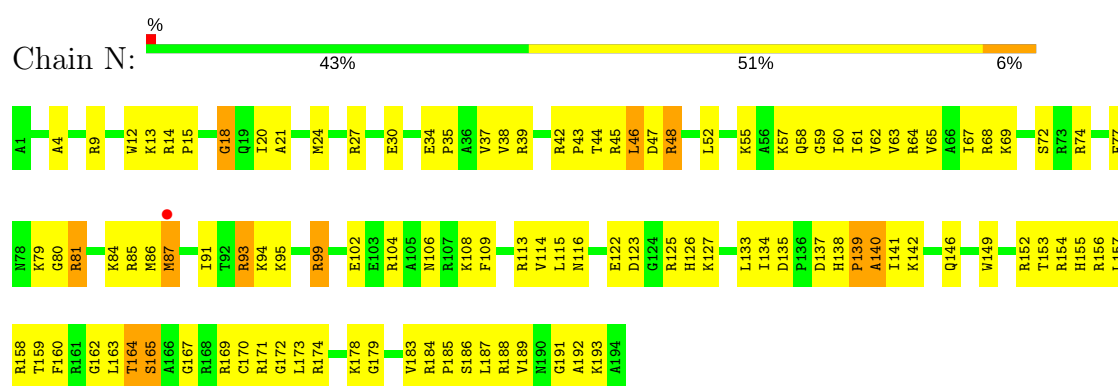 %
Chain N:
43% 51% 6%
A1 A4 R9 W12 K13 R14 P15 G18 Q19 I20 A21 M24 R27 E30 E34 P35 A36 V37 V38 R39 R42 P43 T44 R45 L46 D47 R48 L52 K55 A56 K57 Q58 G59 I60 I61 V62 V63 R64 V65 A66 I67 R68 K69 S72 R73 R74 F77
N78 K79 G80 R81 K84 R85 M86 M87 I91 T92 R93 K94 K95 R99 E102 E103 R104 A105 N106 R107 K108 F109 R113 V114 L115 N116 E122 D123 G124 R125 H126 K127 L133 I134 D135 P136 D137 H138 P139 A140 I141 K142 Q146 W149 R152 T153 R154 H155 R156 L157
R158 T159 F160 R161 G162 L163 T164 S165 A166 G167 R168 R169 C170 R171 G172 L173 R174 K178 G179 V183 R184 P185 S186 L187 R188 V189 N190 G191 A192 K193 A194